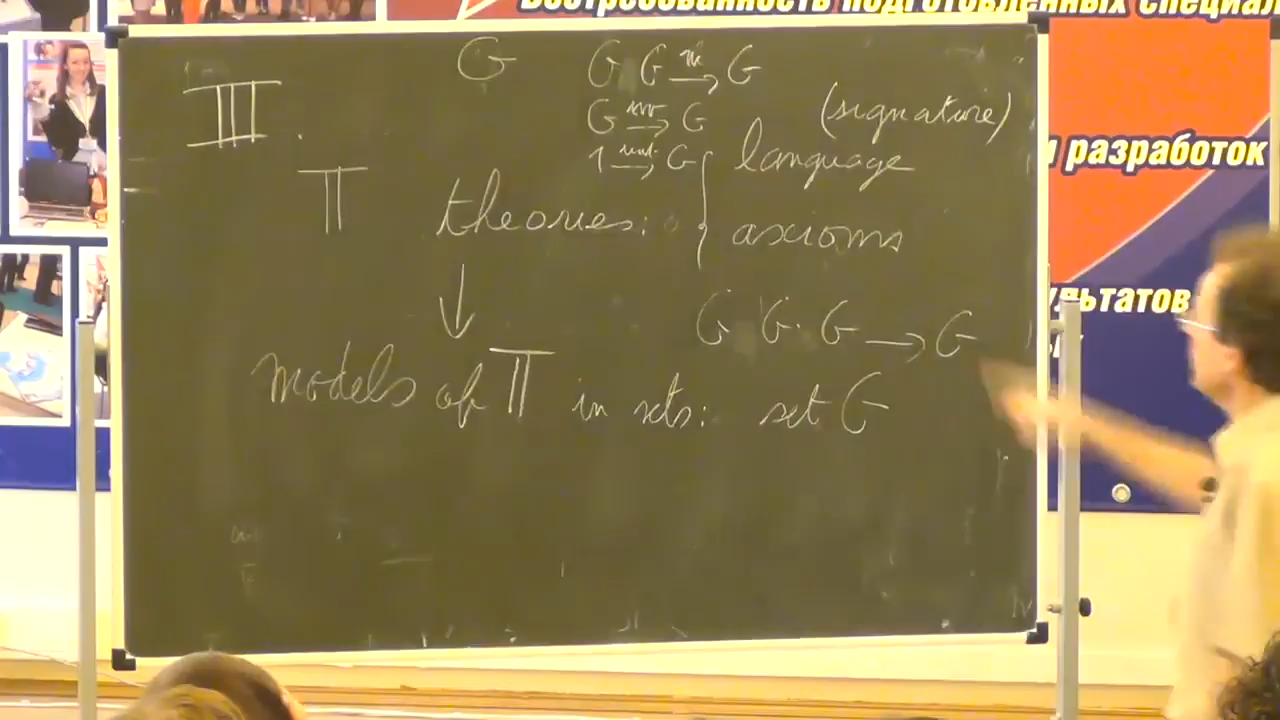 Востребованность подготовленных специал
III.
G
G G m→ G
G inv→ G
1 unit→ G
(signature)
language
𝕋 theories:
axioms
разработок
ультатов
↓
G G G → G
models of 𝕋 in sets: set G